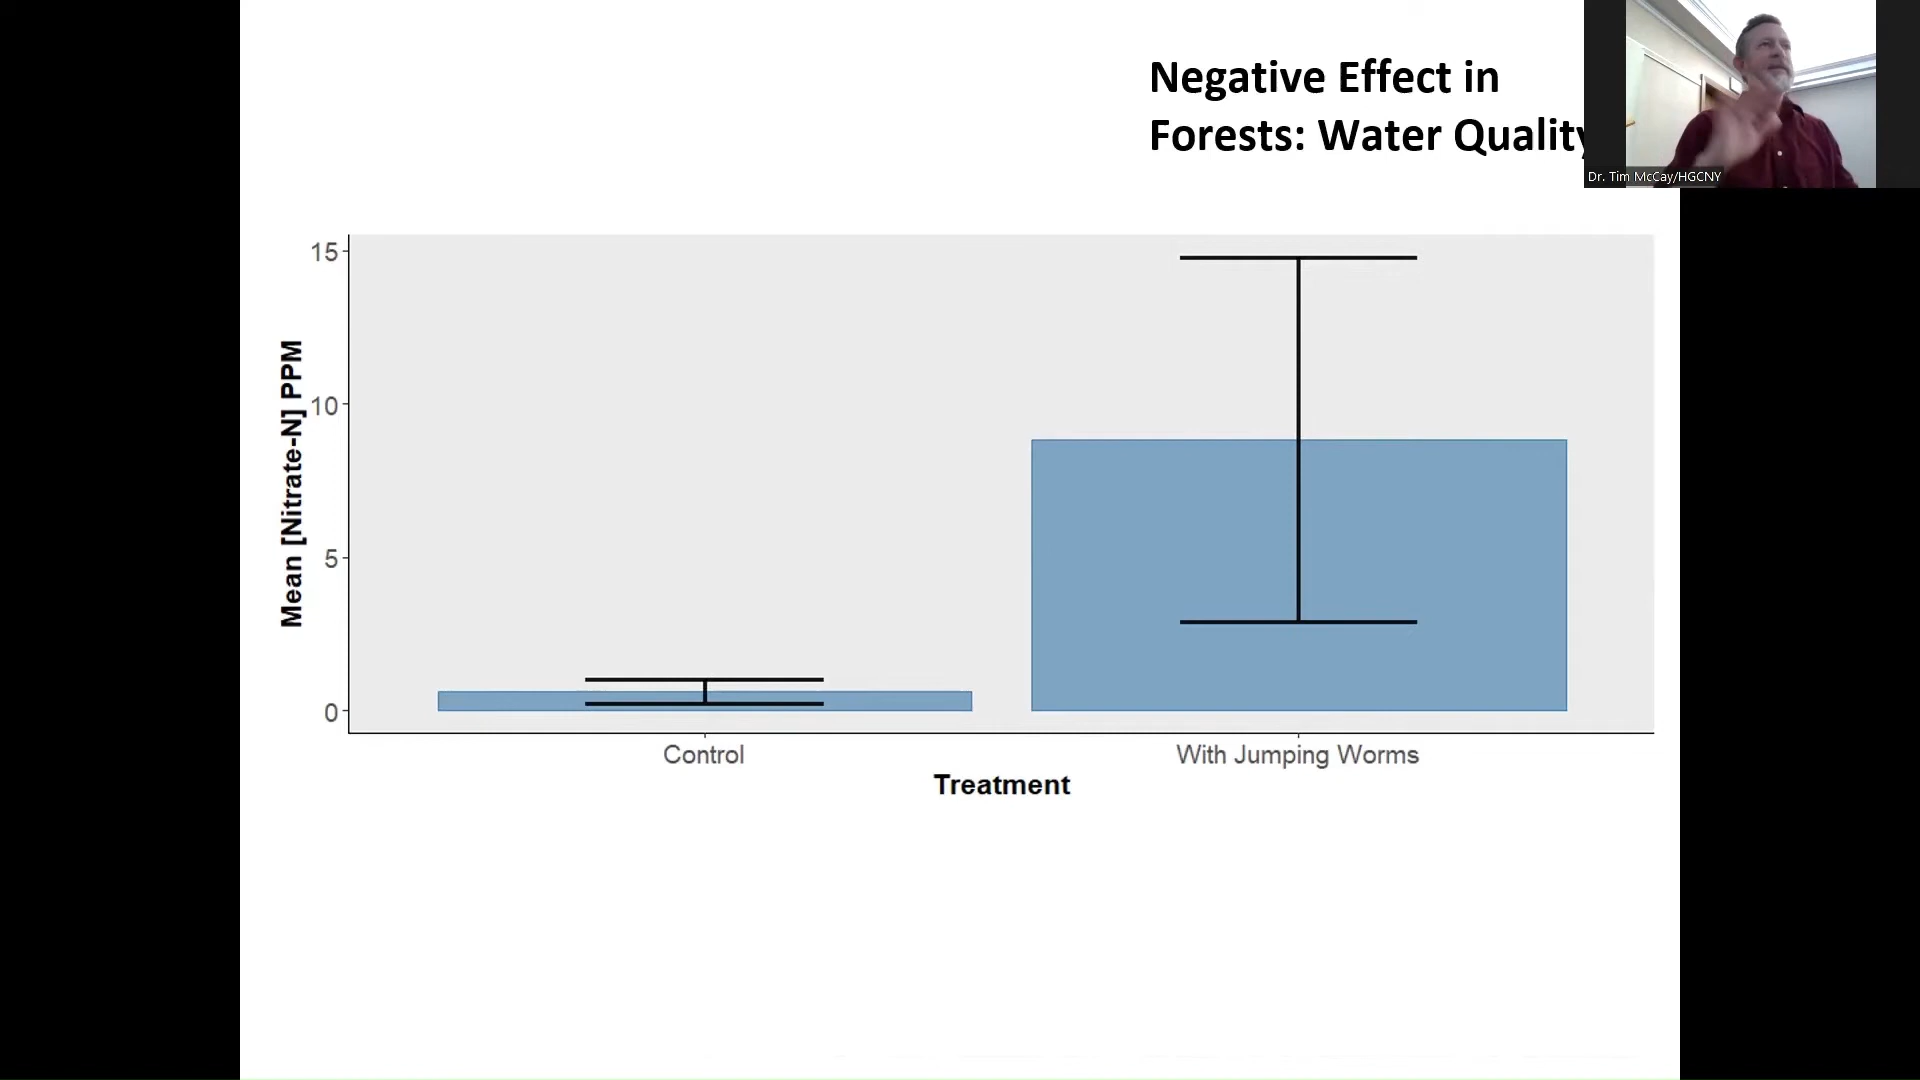 Negative Effect in
Forests: Water Quality
Dr. Tim McCay/HGCNY
15
10
5
0
Mean [Nitrate-N] PPM
Control
With Jumping Worms
Treatment